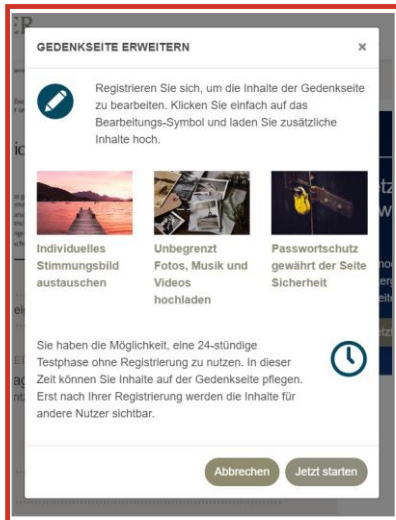 GEDENKSEITE ERWEITERN ×
Registrieren Sie sich, um die Inhalte der Gedenkseite
zu bearbeiten. Klicken Sie einfach auf das
Bearbeitungs-Symbol und laden Sie zusätzliche
Inhalte hoch.
Individuelles
Stimmungsbild
austauschen
Unbegrenzt
Fotos, Musik und
Videos
hochladen
Passwortschutz
gewährt der Seite
Sicherheit
Sie haben die Möglichkeit, eine 24-stündige
Testphase ohne Registrierung zu nutzen. In dieser
Zeit können Sie Inhalte auf der Gedenkseite pflegen.
Erst nach Ihrer Registrierung werden die Inhalte für
andere Nutzer sichtbar.
Abbrechen Jetzt starten